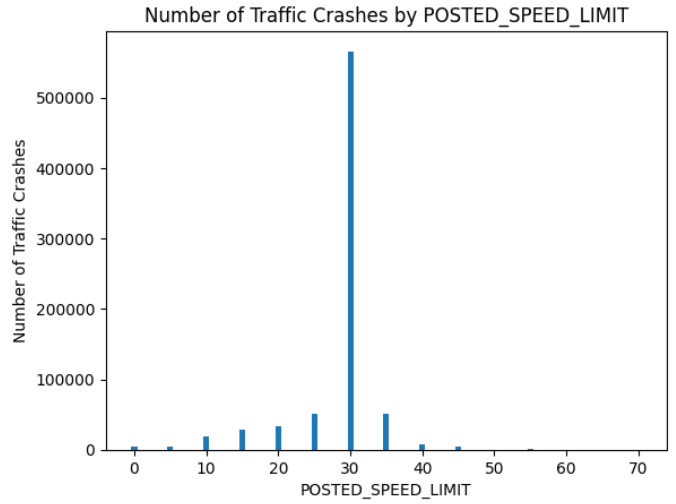 Number of Traffic Crashes by POSTED_SPEED_LIMIT
500000
400000
300000
200000
100000
0
Number of Traffic Crashes
0 10 20 30 40 50 60 70
POSTED_SPEED_LIMIT